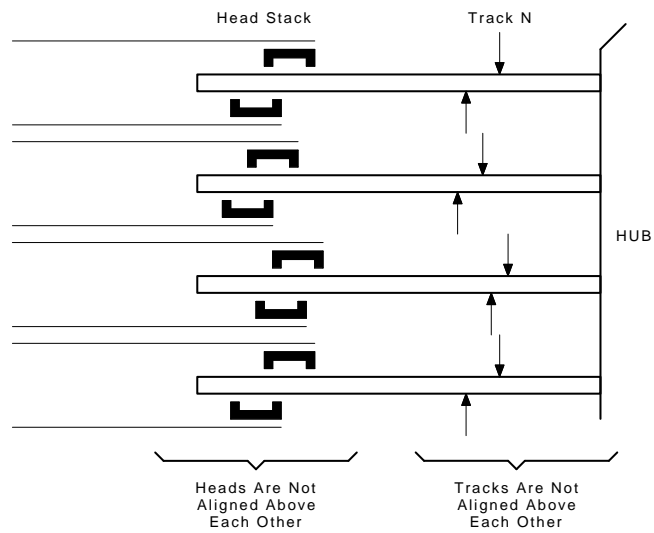 Head Stack
Track N
HUB
Heads Are Not
Aligned Above
Each Other
Tracks Are Not
Aligned Above
Each Other